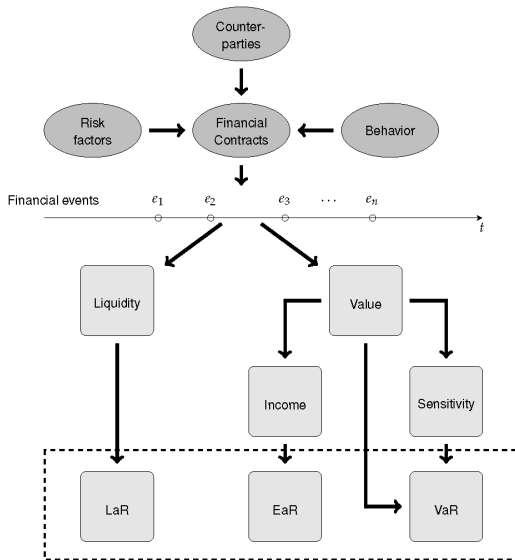 Counter-
parties
Risk
factors
Financial
Contracts
Behavior
Financial events
e1
e2
e3
...
en
t
Liquidity
Value
Income
Sensitivity
LaR
EaR
VaR